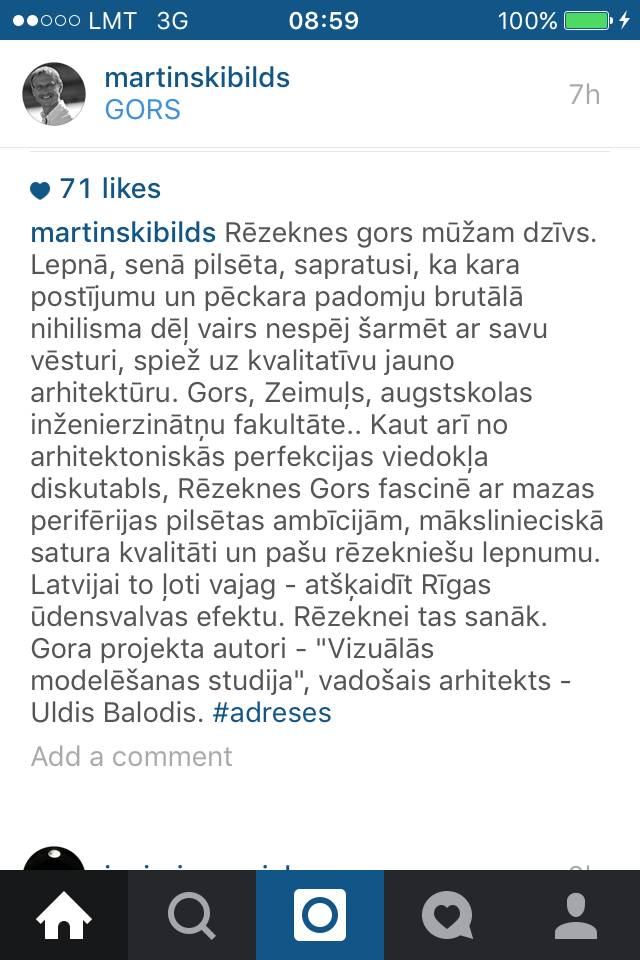 LMT 3G 08:59 100%
martinskibilds
GORS
7h
71 likes
martinskibilds Rēzeknes gors mūžam dzīvs.
Lepnā, senā pilsēta, sapratusi, ka kara
postījumu un pēckara padomju brutālā
nihilisma dēļ vairs nespēj šarmēt ar savu
vēsturi, spiež uz kvalitatīvu jauno
arhitektūru. Gors, Zeimuļs, augstskolas
inženierzinātņu fakultāte.. Kaut arī no
arhitektoniskās perfekcijas viedokļa
diskutabls, Rēzeknes Gors fascinē ar mazas
perifērijas pilsētas ambīcijām, mākslinieciskā
satura kvalitāti un pašu rēzekniešu lepnumu.
Latvijai to ļoti vajag - atšķaidīt Rīgas
ūdensvalvas efektu. Rēzeknei tas sanāk.
Gora projekta autori - "Vizuālās
modelēšanas studija", vadošais arhitekts -
Uldis Balodis. #adreses
Add a comment